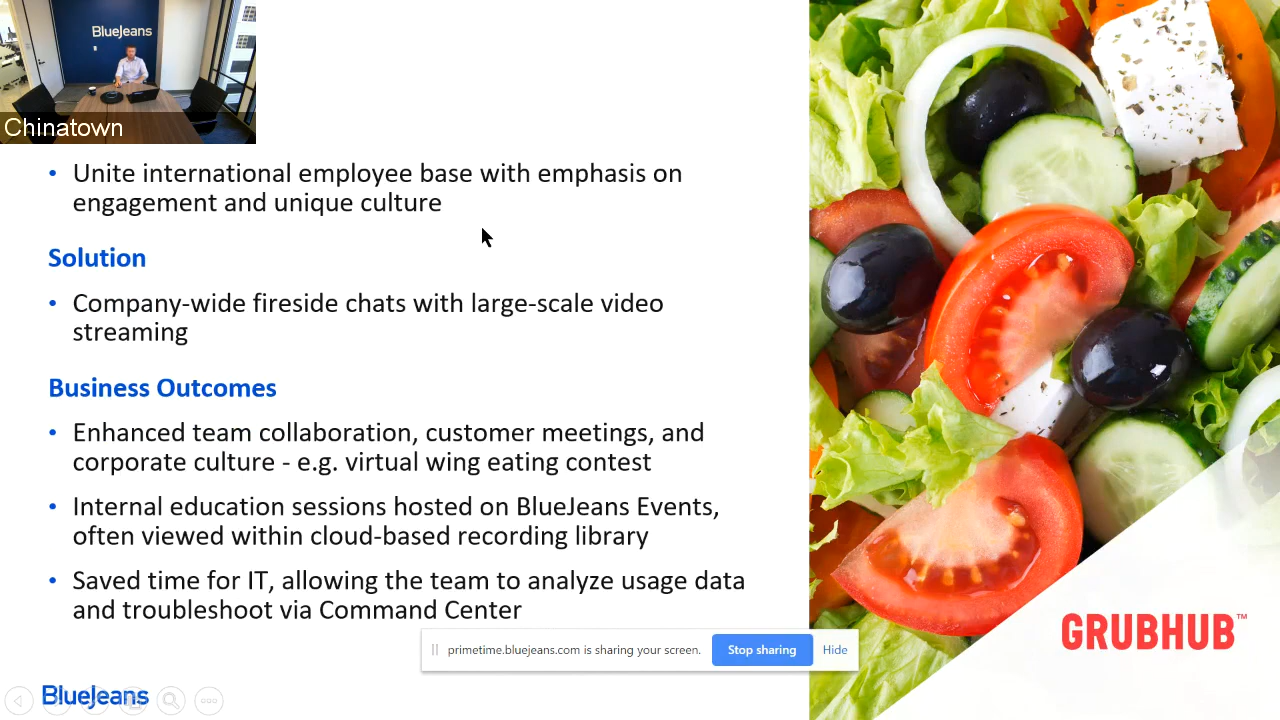 BlueJeans
Chinatown
• Unite international employee base with emphasis on
engagement and unique culture
Solution
• Company-wide fireside chats with large-scale video
streaming
Business Outcomes
• Enhanced team collaboration, customer meetings, and
corporate culture - e.g. virtual wing eating contest
• Internal education sessions hosted on BlueJeans Events,
often viewed within cloud-based recording library
• Saved time for IT, allowing the team to analyze usage data
and troubleshoot via Command Center
primetime.bluejeans.com is sharing your screen. Stop sharing Hide
GRUBHUB™
BlueJeans